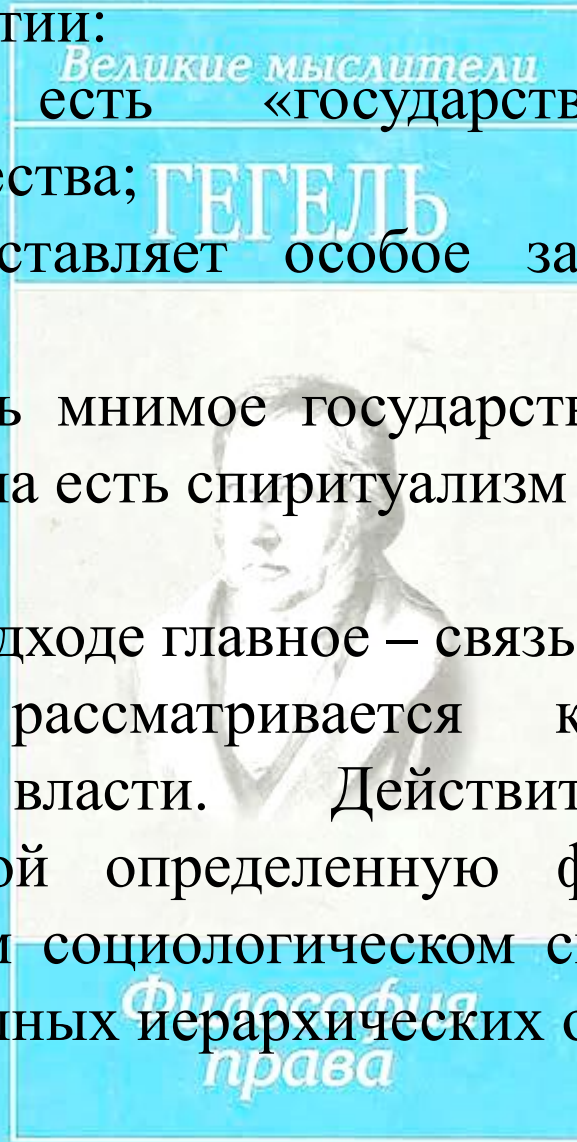 тии:
Великие мыслители
есть «государств
ества;
ГЕГЕЛЬ
ставляет особое за
ь мнимое государств
на есть спиритуализм
дходе главное – связь
рассматривается к
власти. Действит
ой определенную ф
м социологическом с
нных иерархических о
Философия
права